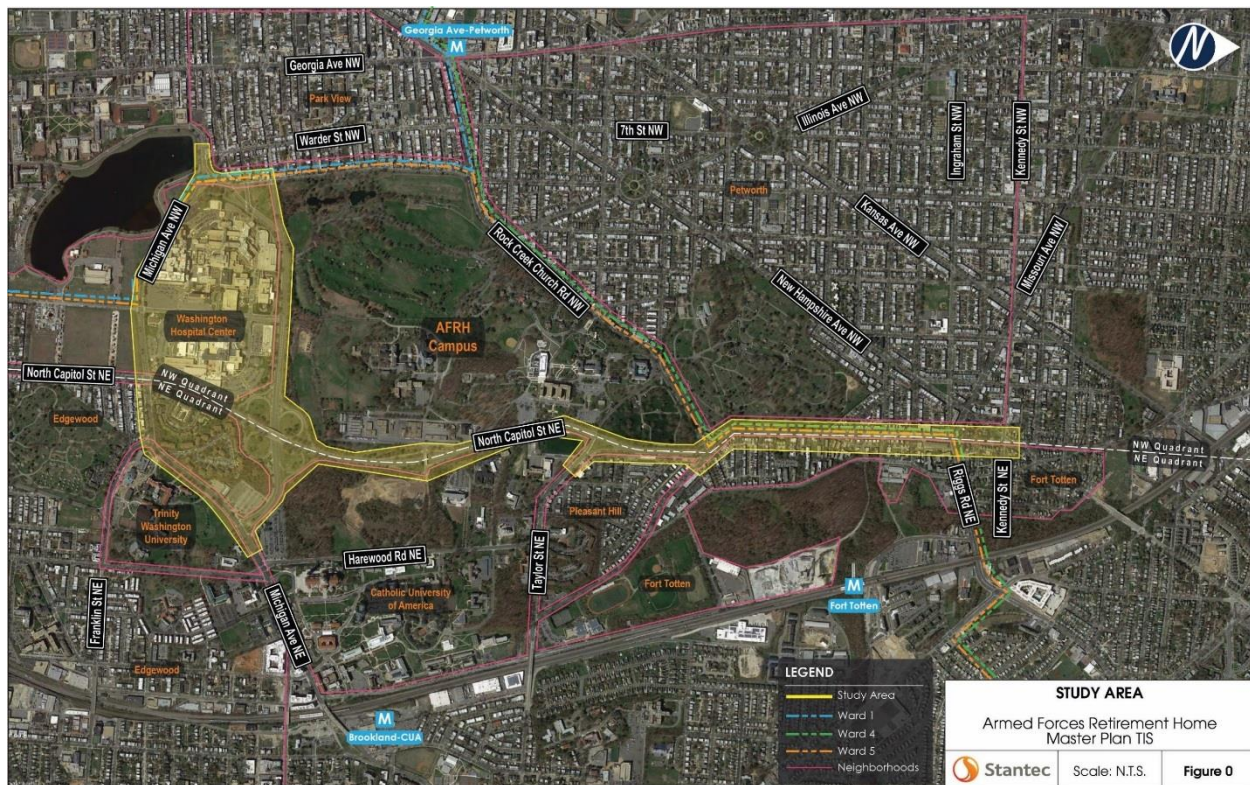 Georgia Ave-Petworth
M
N
Georgia Ave NW
Park View
Warder St NW
7th St NW
Illinois Ave NW
Ingraham St NW
Kennedy St NW
Petworth
Kansas Ave NW
Missouri Ave NW
Michigan Ave NW
Rock Creek Church Rd NW
New Hampshire Ave NW
Washington
Hospital Center
AFRH
Campus
North Capitol St NE
NW Quadrant
NE Quadrant
Edgewood
North Capitol St NE
NW Quadrant
NE Quadrant
Trinity
Washington
University
Pleasant Hill
Riggs Rd NE
Kennedy St NE
Fort Totten
Harewood Rd NE
Taylor St NE
Fort Totten
M
Fort Totten
Franklin St NE
Michigan Ave NE
Catholic University
of America
Edgewood
M
Brookland-CUA
LEGEND
Study Area
Ward 1
Ward 4
Ward 5
Neighborhoods
STUDY AREA
Armed Forces Retirement Home
Master Plan TIS
Stantec
Scale: N.T.S.
Figure 0